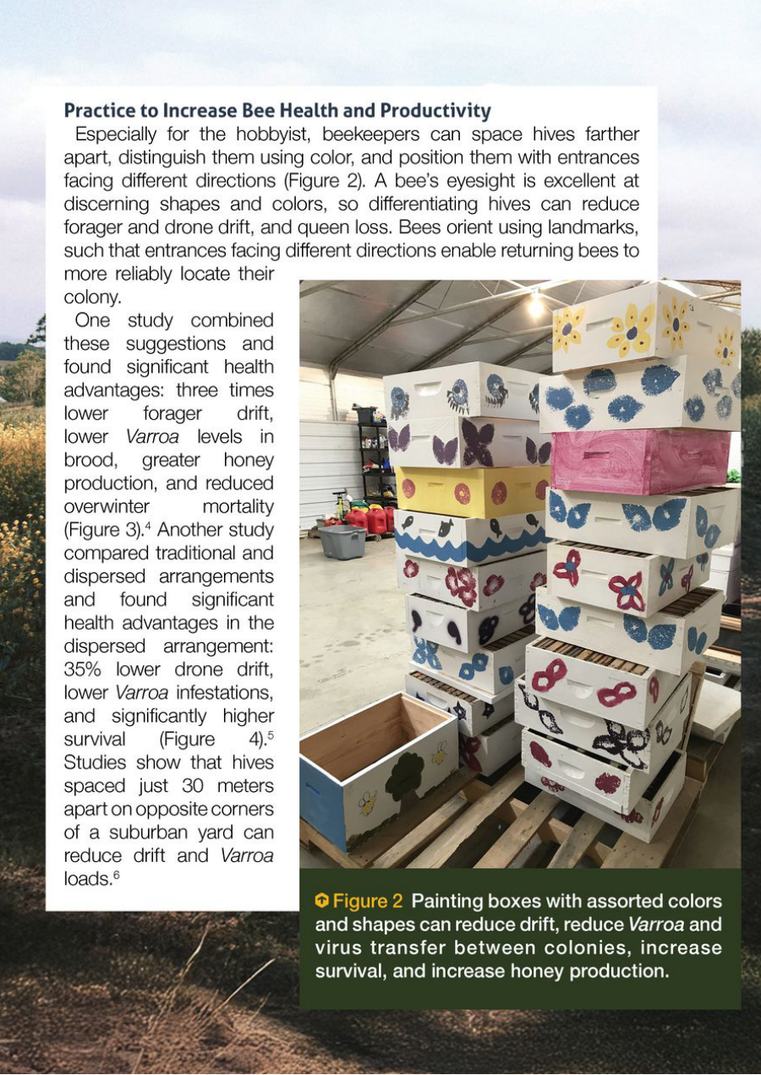 Practice to Increase Bee Health and Productivity
Especially for the hobbyist, beekeepers can space hives farther
apart, distinguish them using color, and position them with entrances
facing different directions (Figure 2). A bee's eyesight is excellent at
discerning shapes and colors, so differentiating hives can reduce
forager and drone drift, and queen loss. Bees orient using landmarks,
such that entrances facing different directions enable returning bees to
more reliably locate their
colony.
One study combined
these suggestions and
found significant health
advantages: three times
lower forager drift,
lower Varroa levels in
brood, greater honey
production, and reduced
overwinter mortality
(Figure 3).⁴ Another study
compared traditional and
dispersed arrangements
and found significant
health advantages in the
dispersed arrangement:
35% lower drone drift,
lower Varroa infestations,
and significantly higher
survival (Figure 4).⁵
Studies show that hives
spaced just 30 meters
apart on opposite corners
of a suburban yard can
reduce drift and Varroa
loads.⁶
Figure 2 Painting boxes with assorted colors
and shapes can reduce drift, reduce Varroa and
virus transfer between colonies, increase
survival, and increase honey production.